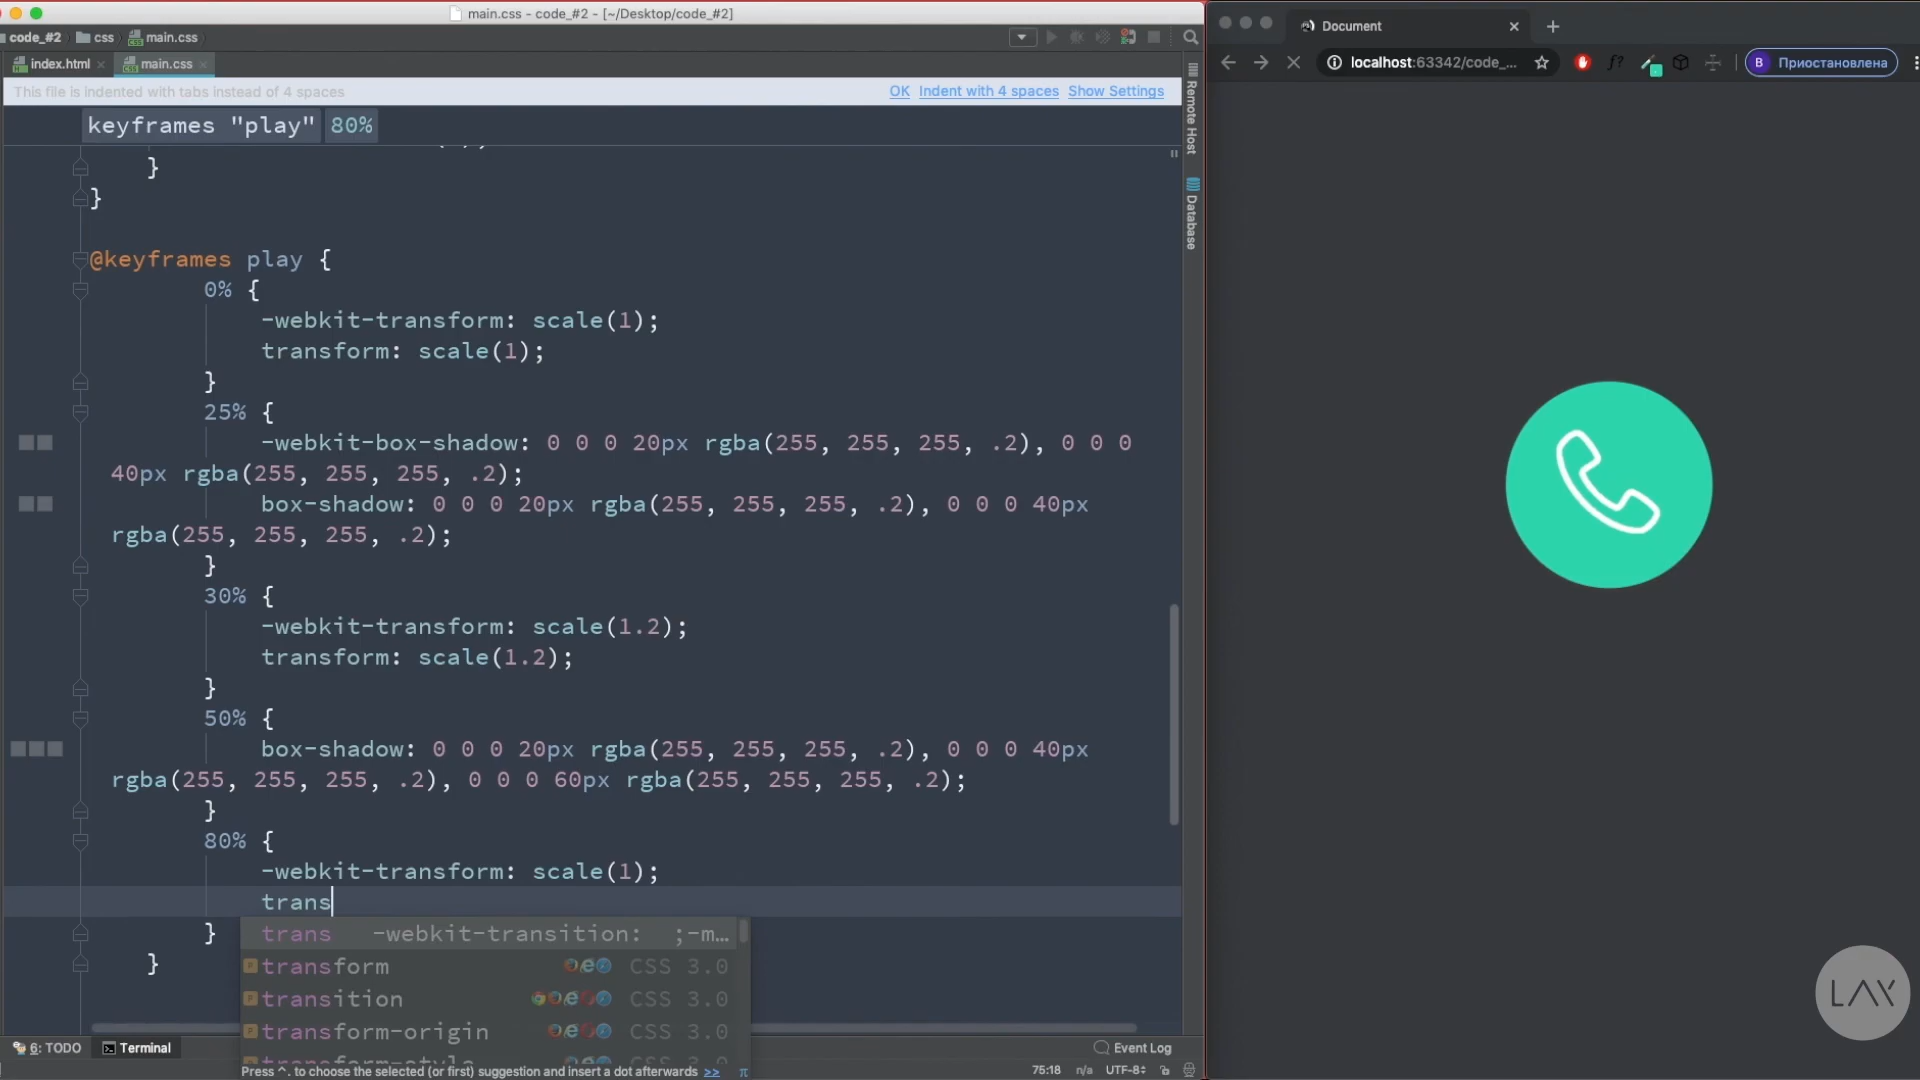 main.css - code_#2 - [~/Desktop/code_#2]
code_#2 css main.css
index.html main.css
This file is indented with tabs instead of 4 spaces OK Indent with 4 spaces Show Settings
keyframes "play" 80%
}
}
@keyframes play {
0% {
-webkit-transform: scale(1);
transform: scale(1);
}
25% {
-webkit-box-shadow: 0 0 0 20px rgba(255, 255, 255, .2), 0 0 0
40px rgba(255, 255, 255, .2);
box-shadow: 0 0 0 20px rgba(255, 255, 255, .2), 0 0 0 40px
rgba(255, 255, 255, .2);
}
30% {
-webkit-transform: scale(1.2);
transform: scale(1.2);
}
50% {
box-shadow: 0 0 0 20px rgba(255, 255, 255, .2), 0 0 0 40px
rgba(255, 255, 255, .2), 0 0 0 60px rgba(255, 255, 255, .2);
}
80% {
-webkit-transform: scale(1);
trans
}
}
trans -webkit-transition: ;-m…
transform CSS 3.0
transition CSS 3.0
transform-origin CSS 3.0
transform-style
Press ^. to choose the selected (or first) suggestion and insert a dot afterwards >> π
6: TODO Terminal Event Log
75:18 n/a UTF-8
Remote Host
Database
Document
localhost:63342/code_... f? B Приостановлена
LAY